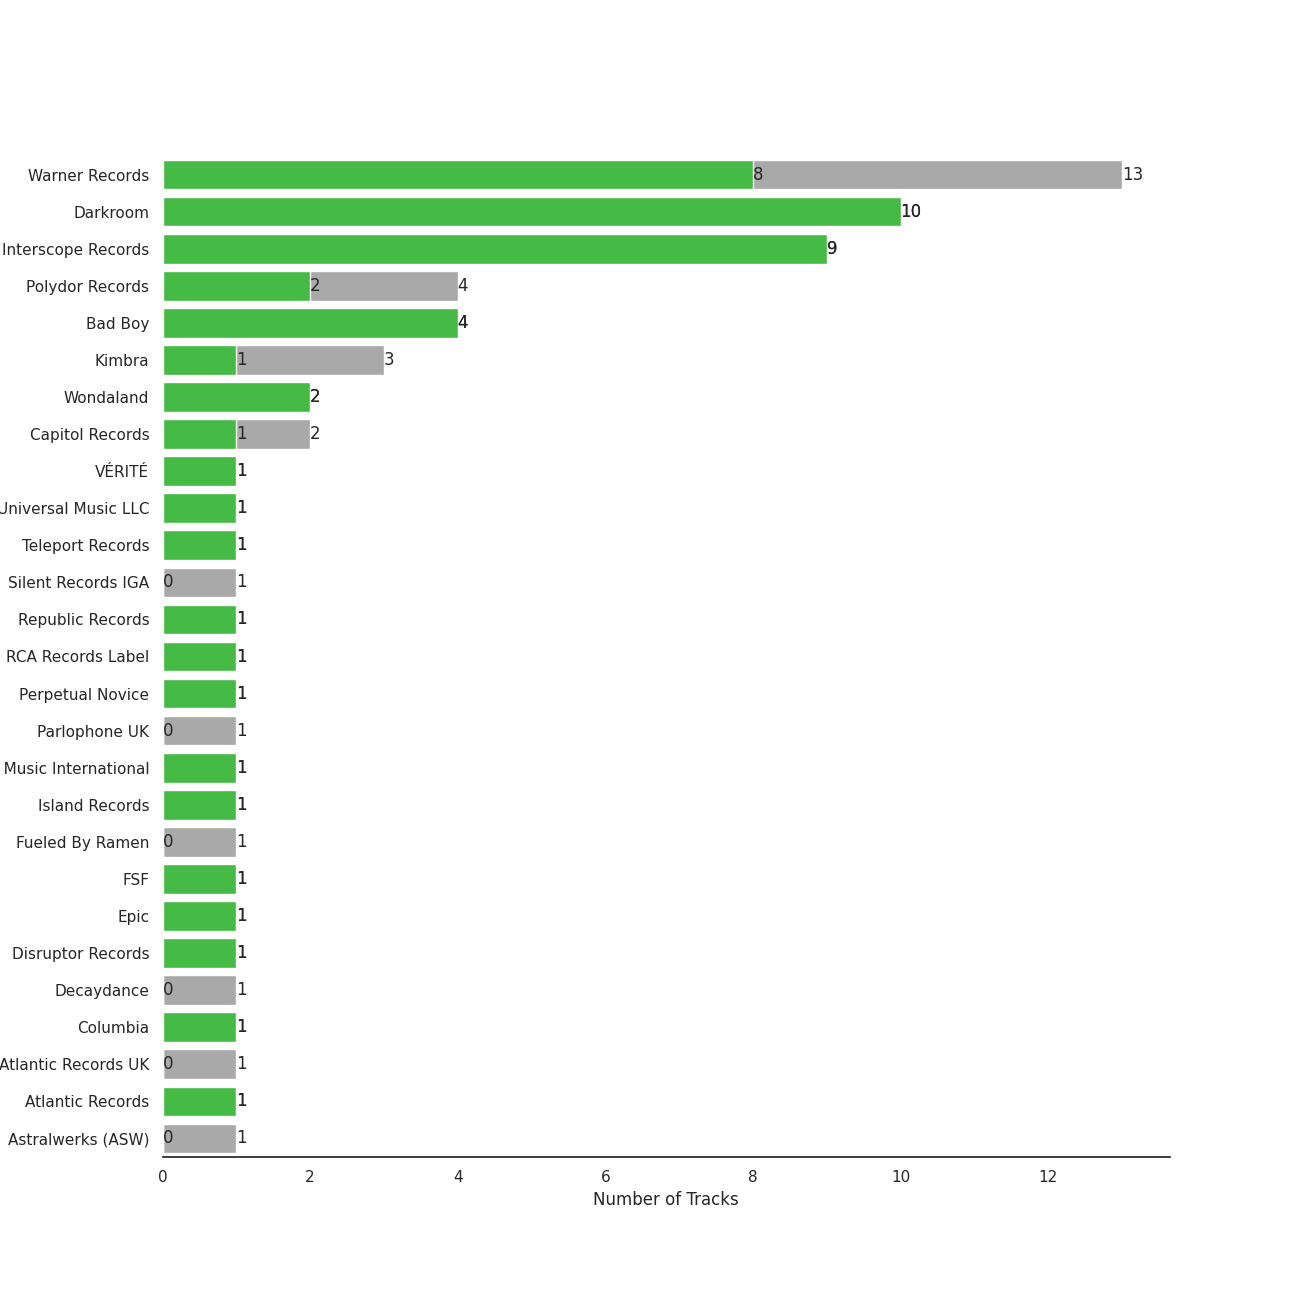 Warner Records 8 13
Darkroom 10
Interscope Records 9
Polydor Records 2 4
Bad Boy 4
Kimbra 1 3
Wondaland 2
Capitol Records 1 2
VÉRITÉ 1
Universal Music LLC 1
Teleport Records 1
Silent Records IGA 0 1
Republic Records 1
RCA Records Label 1
Perpetual Novice 1
Parlophone UK 0 1
Music International 1
Island Records 1
Fueled By Ramen 0 1
FSF 1
Epic 1
Disruptor Records 1
Decaydance 0 1
Columbia 1
Atlantic Records UK 0 1
Atlantic Records 1
Astralwerks (ASW) 0 1
0 2 4 6 8 10 12
Number of Tracks